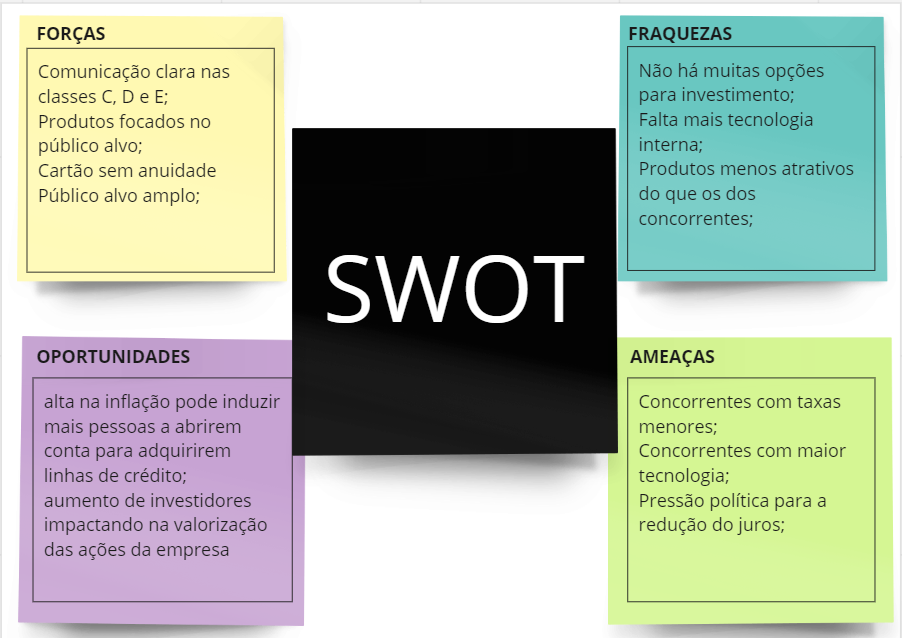 FORÇAS
Comunicação clara nas
classes C, D e E;
Produtos focados no
público alvo;
Cartão sem anuidade
Público alvo amplo;
FRAQUEZAS
Não há muitas opções
para investimento;
Falta mais tecnologia
interna;
Produtos menos atrativos
do que os dos
concorrentes;
SWOT
OPORTUNIDADES
alta na inflação pode induzir
mais pessoas a abrirem
conta para adquirirem
linhas de crédito;
aumento de investidores
impactando na valorização
das ações da empresa
AMEAÇAS
Concorrentes com taxas
menores;
Concorrentes com maior
tecnologia;
Pressão política para a
redução do juros;